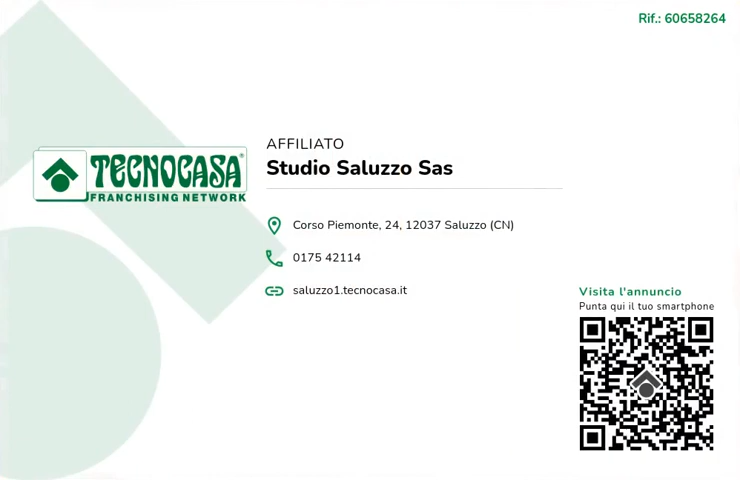 Rif.: 60658264
AFFILIATO
Studio Saluzzo Sas
TECNOCASA®
FRANCHISING NETWORK
Corso Piemonte, 24, 12037 Saluzzo (CN)
0175 42114
saluzzo1.tecnocasa.it
Visita l'annuncio
Punta qui il tuo smartphone